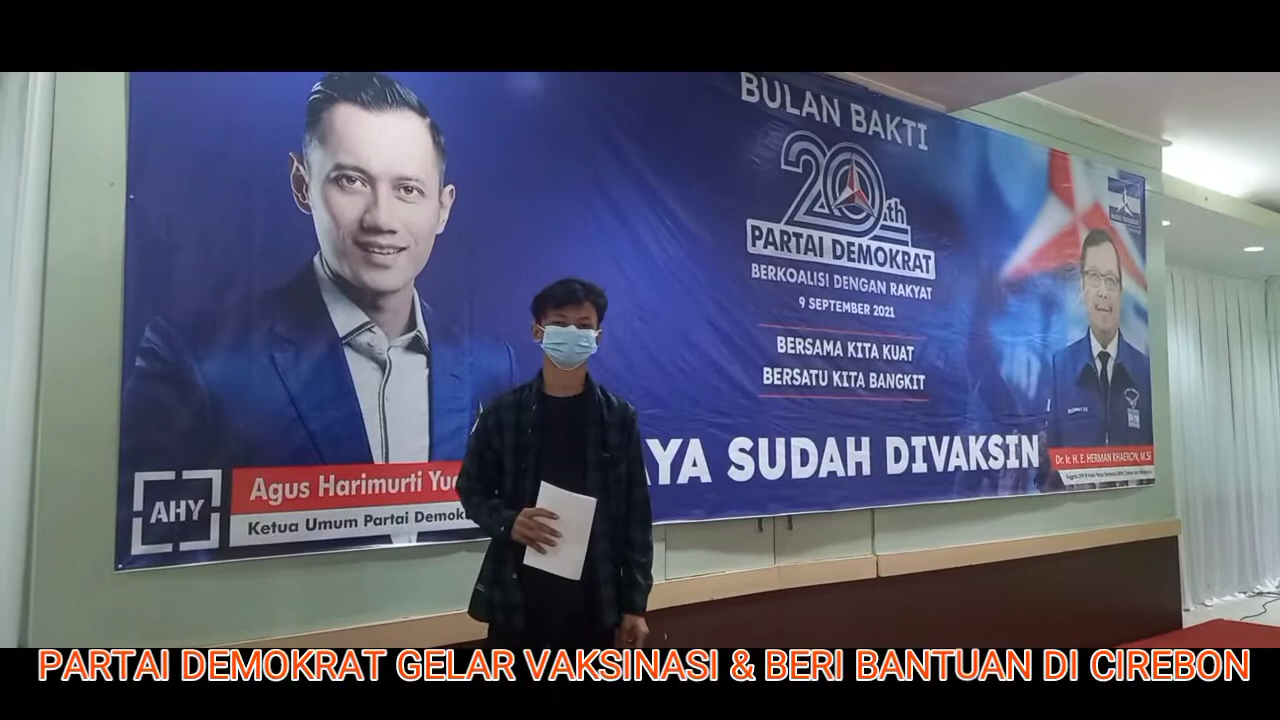 BULAN BAKTI
20th
PARTAI DEMOKRAT
BERKOALISI DENGAN RAKYAT
9 SEPTEMBER 2021
BERSAMA KITA KUAT
BERSATU KITA BANGKIT
AYA SUDAH DIVAKSIN
AHY
Agus Harimurti Yu
Ketua Umum Partai Demok
Dr. Ir. H. E. HERMAN KHAERON, M.SI
PARTAI DEMOKRAT GELAR VAKSINASI & BERI BANTUAN DI CIREBON